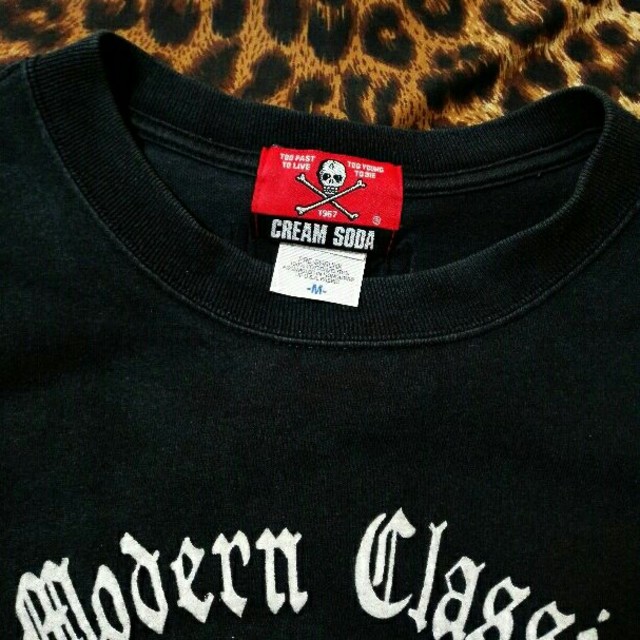 TOO FAST
TO LIVE
TOO YOUNG
TO DIE
1967
CREAM SODA
-M-
Modern Classi